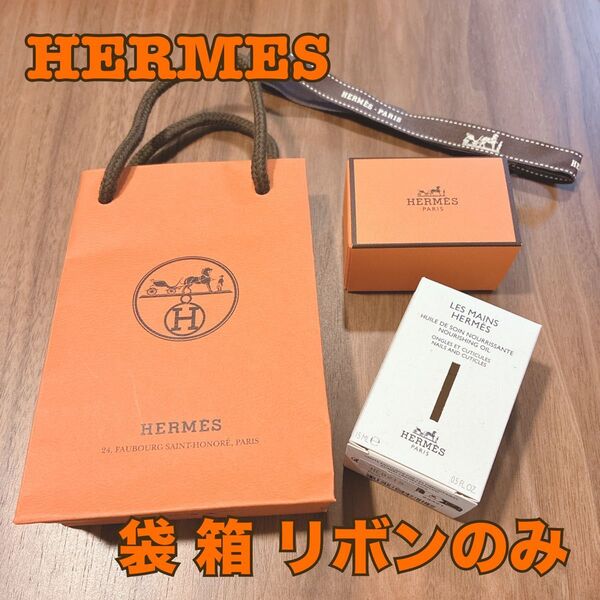 HERMES
HERMÈS - PARIS
HERMÈS
PARIS
H
HERMÈS
24, FAUBOURG SAINT-HONORÉ, PARIS
LES MAINS
HERMÈS
HUILE DE SOIN NOURRISSANTE
NOURISHING OIL
ONGLES ET CUTICULES
NAILS AND CUTICLES
15 ML ℮
HERMÈS
PARIS
0.5 FL.OZ.
袋 箱 リボンのみ